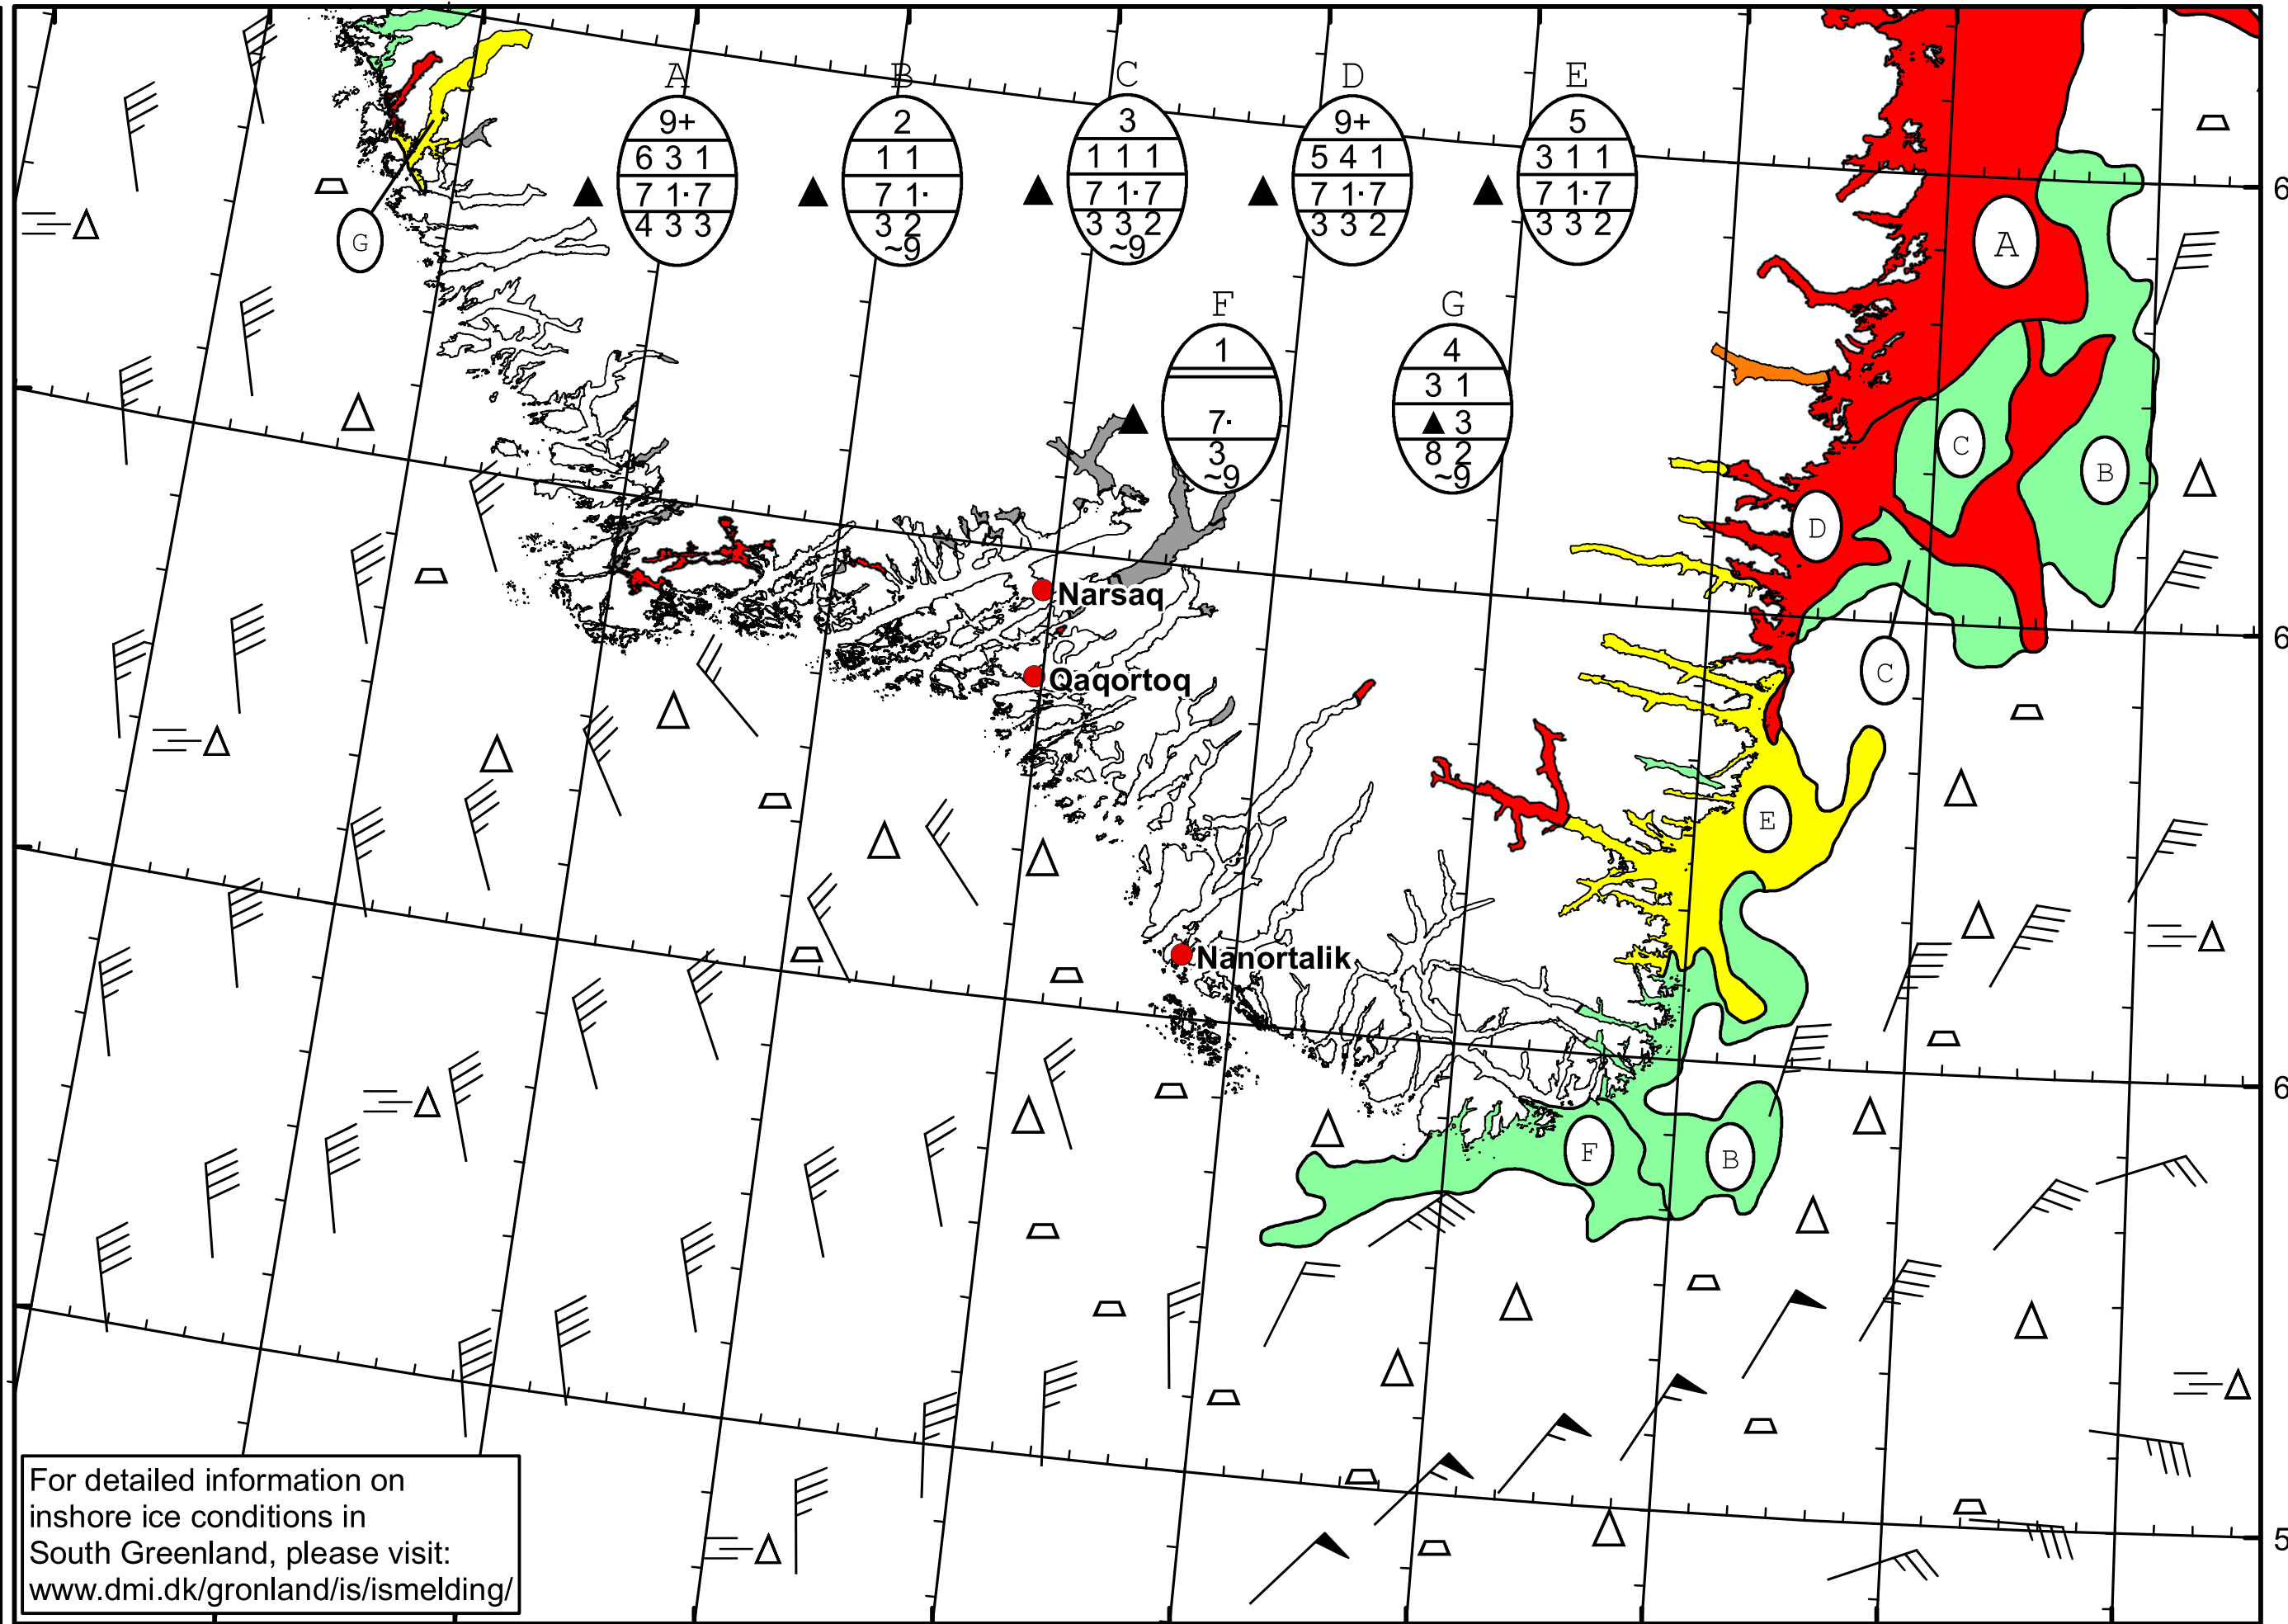 A B C D E
9+ 2 3 9+ 5
6 3 1 1 1 1 1 1 5 4 1 3 1 1
7 1·7 7 1· 7 1·7 7 1·7 7 1·7
4 3 3 3 2 3 3 2 3 3 2 3 3 2
~9 ~9
F G
1 4
3 1
7· ▲ 3
3 8 2
~9 ~9
G
A
C
B
D
C
E
F
B
Narsaq
Qaqortoq
Nanortalik
6
6
6
5
For detailed information on
inshore ice conditions in
South Greenland, please visit:
www.dmi.dk/gronland/is/ismelding/